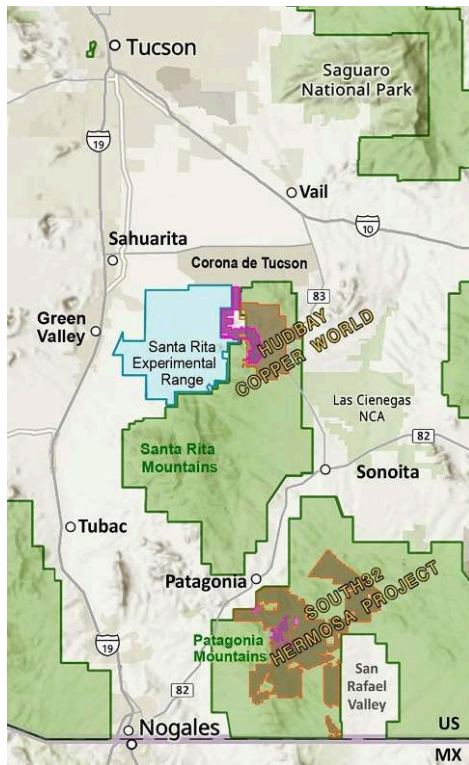 Tucson
Saguaro
National Park
19
Vail
10
Sahuarita
Corona de Tucson
83
Green
Valley
Santa Rita
Experimental
Range
HUDBAY
COPPER WORLD
Las Cienegas
NCA
82
Santa Rita
Mountains
Sonoita
Tubac
Patagonia
SOUTH32
HERMOSA PROJECT
Patagonia
Mountains
19
San
Rafael
Valley
82
Nogales
US
MX